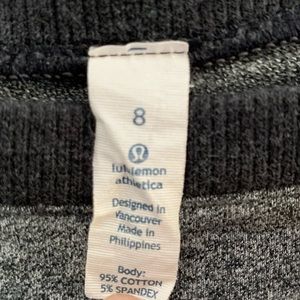 8
lululemon
athletica
Designed in
Vancouver
Made in
Philippines
Body:
95% COTTON
5% SPANDEX